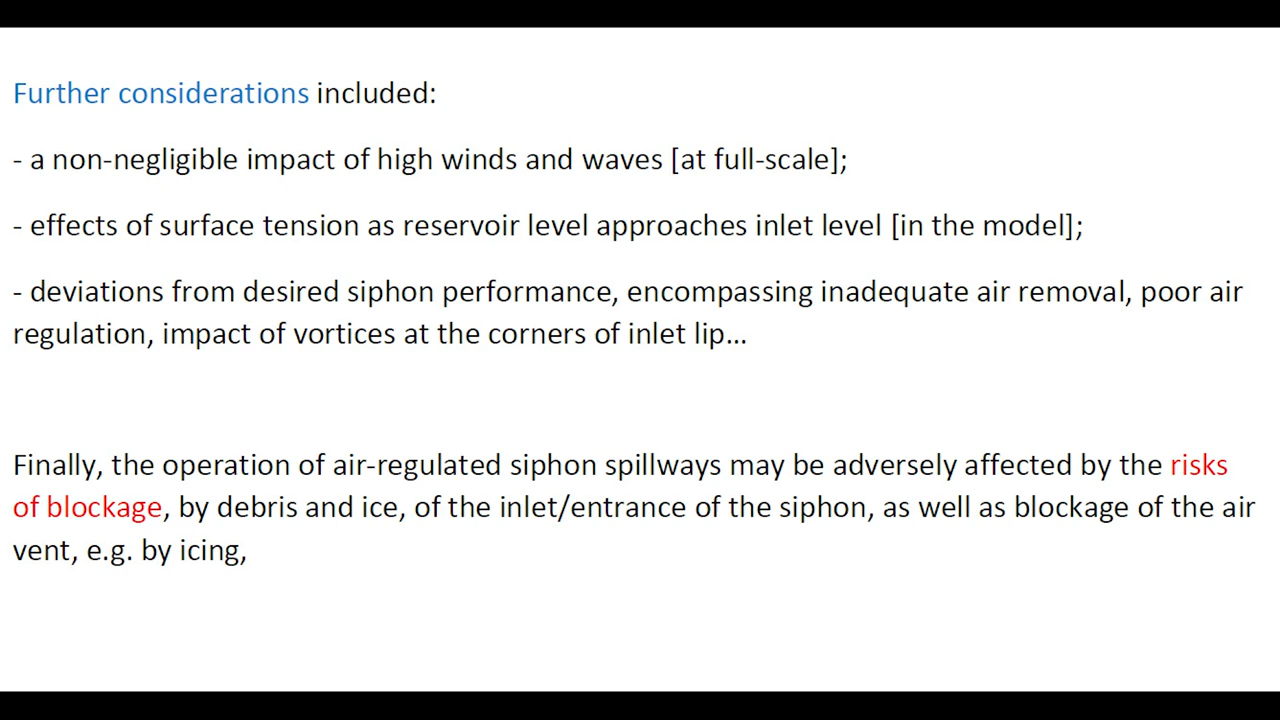 Further considerations included:
- a non-negligible impact of high winds and waves [at full-scale];
- effects of surface tension as reservoir level approaches inlet level [in the model];
- deviations from desired siphon performance, encompassing inadequate air removal, poor air
regulation, impact of vortices at the corners of inlet lip…
Finally, the operation of air-regulated siphon spillways may be adversely affected by the risks
of blockage, by debris and ice, of the inlet/entrance of the siphon, as well as blockage of the air
vent, e.g. by icing,